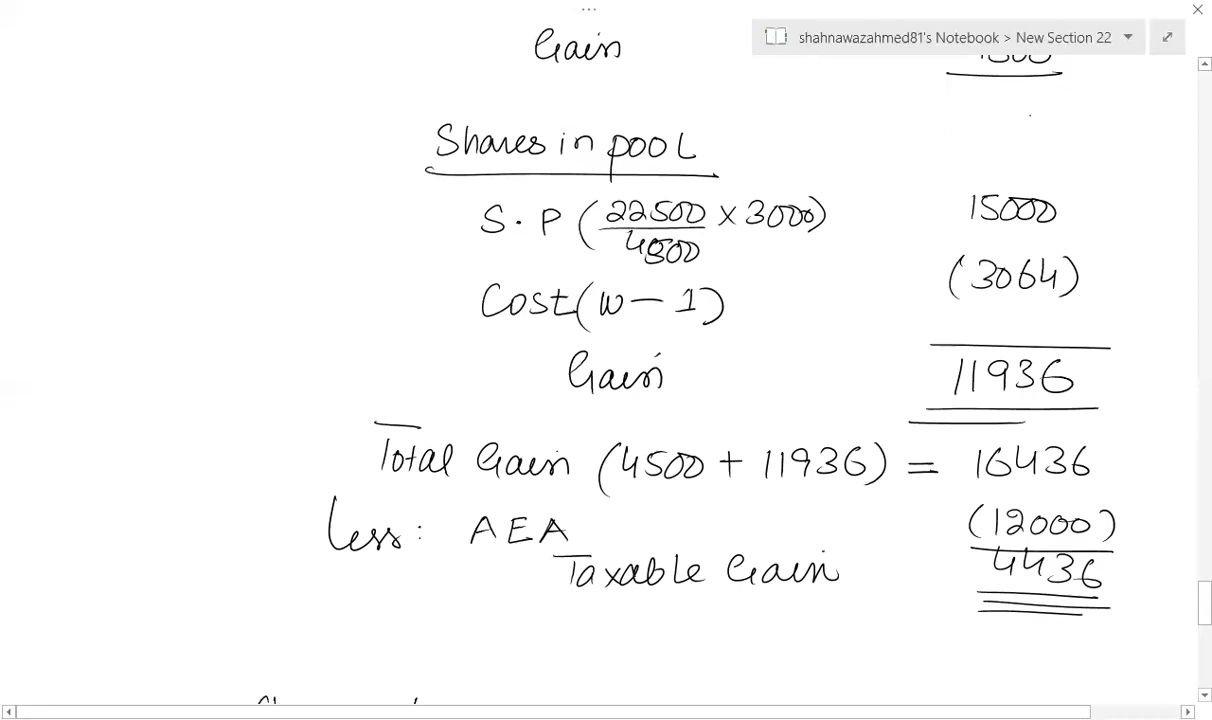 ...
shahnawazahmed81's Notebook > New Section 22
Gain
Shares in pool
S.P (22500/4500 × 3000) 15000
Cost (W-1) (3064)
Gain 11936
Total Gain (4500 + 11936) = 16436
Less: AEA (12000)
Taxable Gain 4436